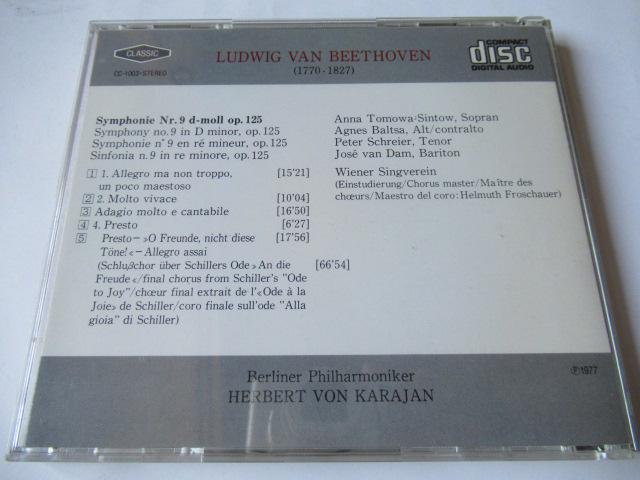 CLASSIC
CC-1003-STEREO
LUDWIG VAN BEETHOVEN
(1770-1827)
COMPACT
disc
DIGITAL AUDIO
Symphonie Nr. 9 d-moll op. 125
Symphony no. 9 in D minor, op. 125
Symphonie n° 9 en ré mineur, op. 125
Sinfonia n. 9 in re minore, op. 125
1 1. Allegro ma non troppo, [15'21]
un poco maestoso
2 2. Molto vivace [10'04]
3 Adagio molto e cantabile [16'50]
4 4. Presto [6'27]
5 Presto – »O Freunde, nicht diese [17'56]
Töne!« – Allegro assai
(Schlußchor über Schillers Ode »An die [66'54]
Freude«/final chorus from Schiller's "Ode
to Joy"/chœur final extrait de l'«Ode à la
Joie» de Schiller/coro finale sull'ode "Alla
gioia" di Schiller)
Anna Tomowa-Sintow, Sopran
Agnes Baltsa, Alt/contralto
Peter Schreier, Tenor
José van Dam, Bariton
Wiener Singverein
(Einstudierung/Chorus master/Maître des
chœurs/Maestro del coro: Helmuth Froschauer)
Berliner Philharmoniker
HERBERT VON KARAJAN
Ⓟ1977